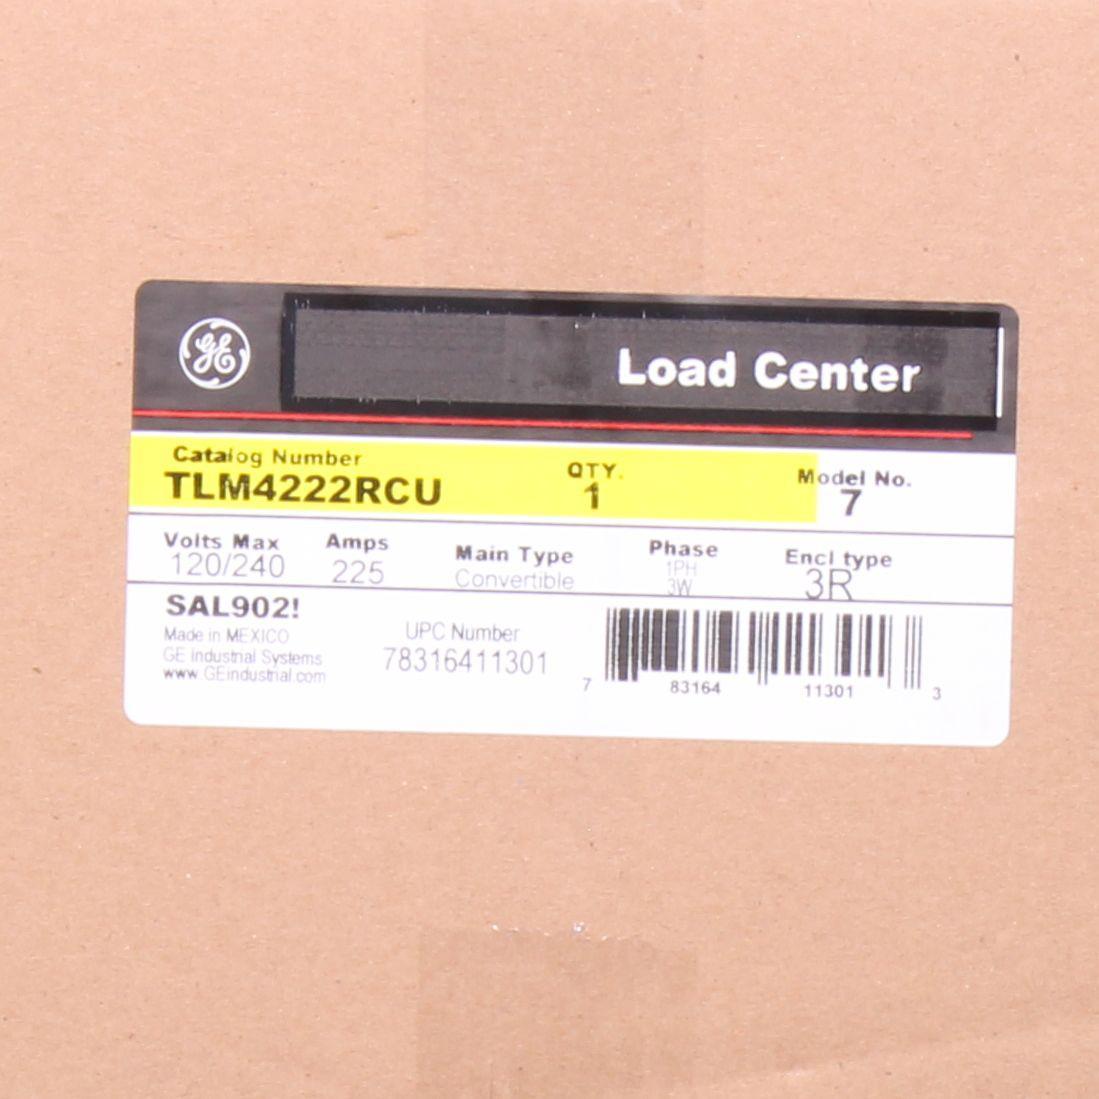 GE
Load Center
Catalog Number QTY. Model No.
TLM4222RCU 1 7
Volts Max Amps Main Type Phase Encl type
120/240 225 Convertible 1PH 3R
3W
SAL902!
Made in MEXICO
GE Industrial Systems
www.GEindustrial.com
UPC Number
78316411301
7 83164 11301 3